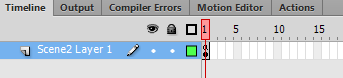 Timeline Output Compiler Errors Motion Editor Actions
1 5 10 15
Scene2 Layer 1